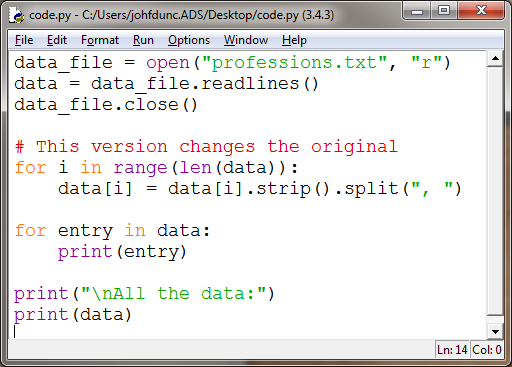 code.py - C:/Users/johfdunc.ADS/Desktop/code.py (3.4.3)
File Edit Format Run Options Window Help
data_file = open("professions.txt", "r")
data = data_file.readlines()
data_file.close()

# This version changes the original
for i in range(len(data)):
    data[i] = data[i].strip().split(", ")

for entry in data:
    print(entry)

print("\nAll the data:")
print(data)
Ln: 14 Col: 0